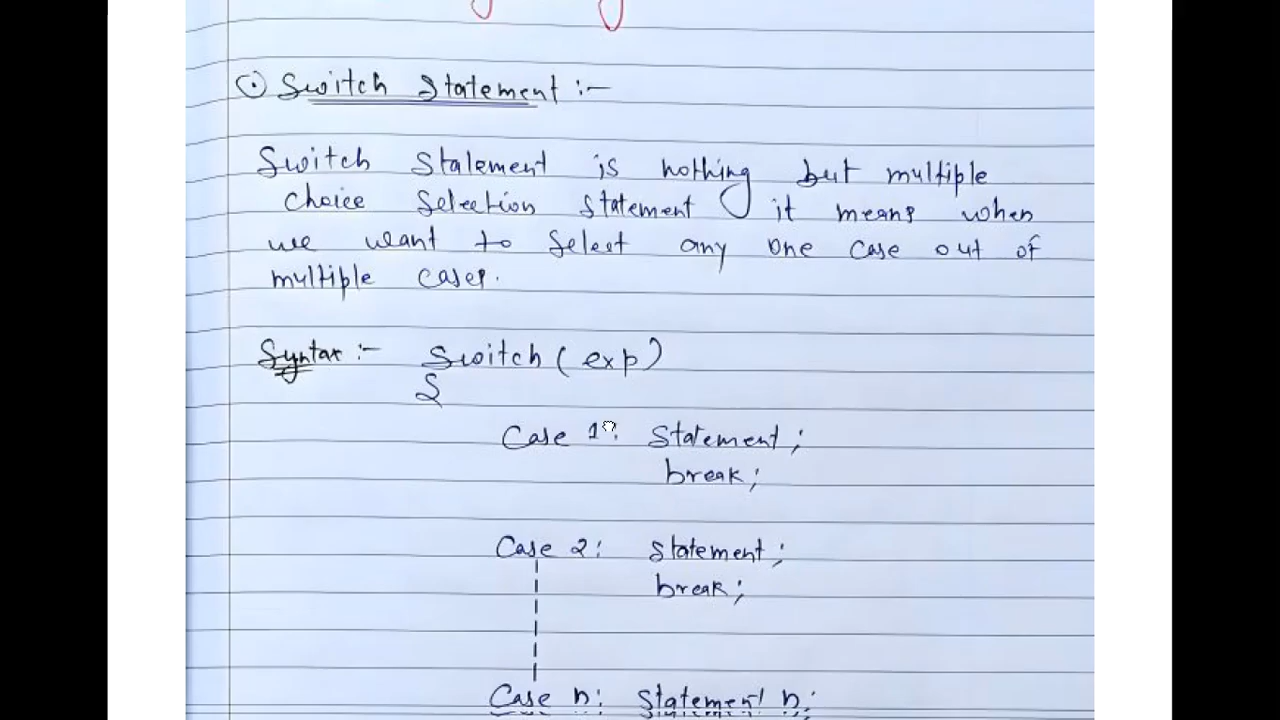 ⊙ Switch Statement :-
Switch Statement is nothing but multiple
choice Selection Statement it means when
we want to Select any one case out of
multiple cases.
Syntax :- Switch ( exp )
{
Case 1: Statement ;
break ;
Case 2: Statement ;
break ;
Case n: Statement n;